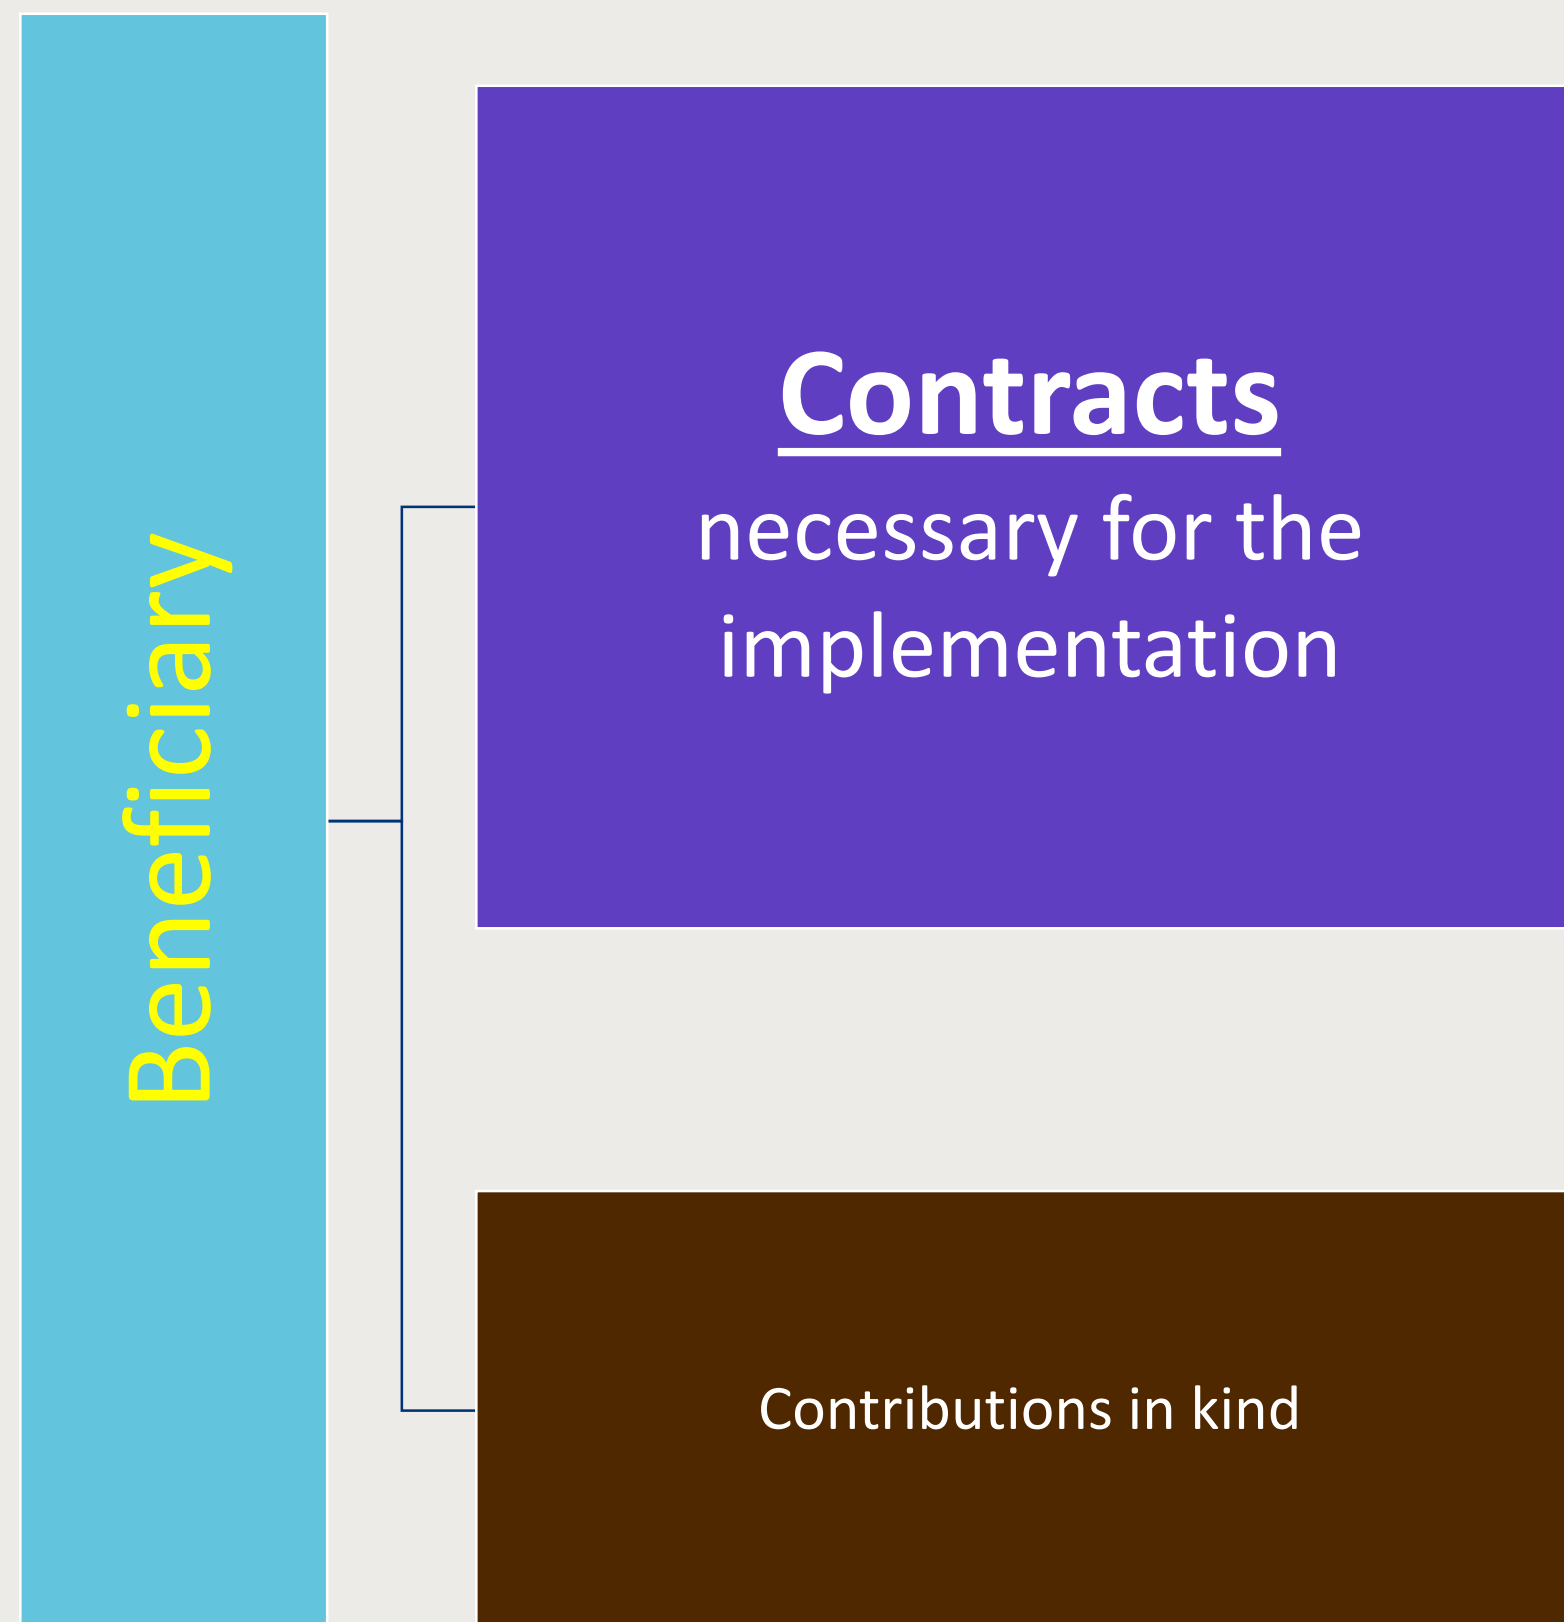 Beneficiary
Contracts
necessary for the
implementation
Contributions in kind